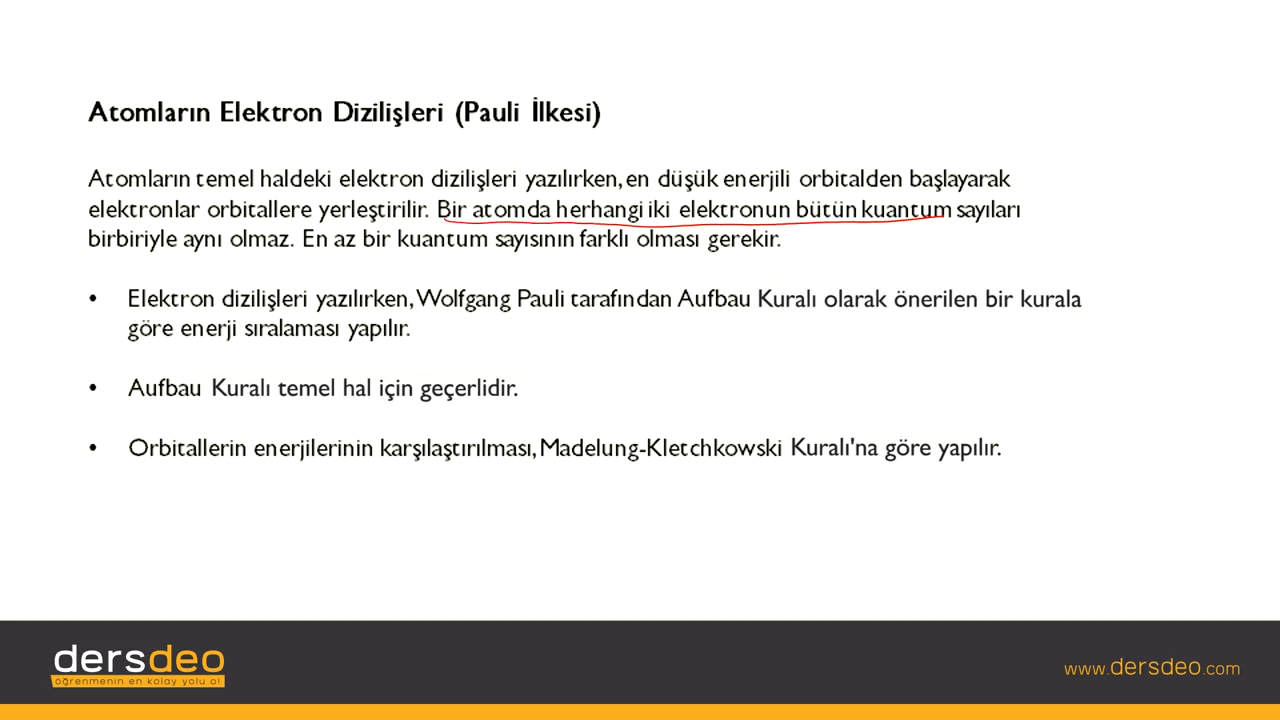 Atomların Elektron Dizilişleri (Pauli İlkesi)
Atomların temel haldeki elektron dizilişleri yazılırken, en düşük enerjili orbitalden başlayarak
elektronlar orbitallere yerleştirilir. Bir atomda herhangi iki elektronun bütün kuantum sayıları
birbiriyle aynı olmaz. En az bir kuantum sayısının farklı olması gerekir.
• Elektron dizilişleri yazılırken, Wolfgang Pauli tarafından Aufbau Kuralı olarak önerilen bir kurala
göre enerji sıralaması yapılır.
• Aufbau Kuralı temel hal için geçerlidir.
• Orbitallerin enerjilerinin karşılaştırılması, Madelung-Kletchkowski Kuralı'na göre yapılır.
dersdeo
öğrenmenin en kolay yolu o!
www.dersdeo.com